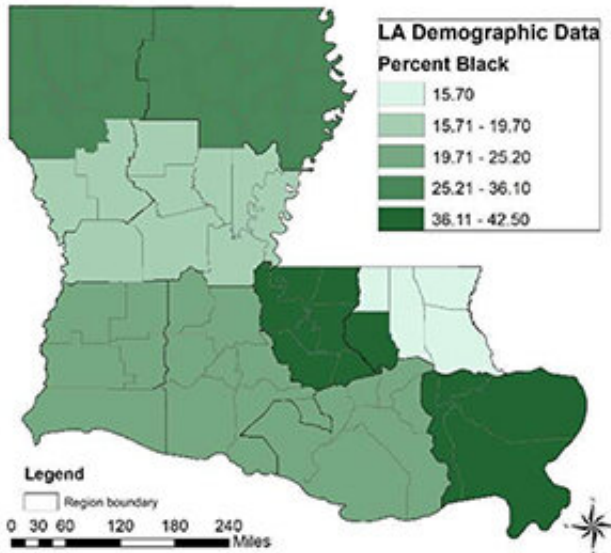 LA Demographic Data
Percent Black
15.70
15.71 - 19.70
19.71 - 25.20
25.21 - 36.10
36.11 - 42.50
Legend
Region boundary
0 30 60 120 180 240
Miles